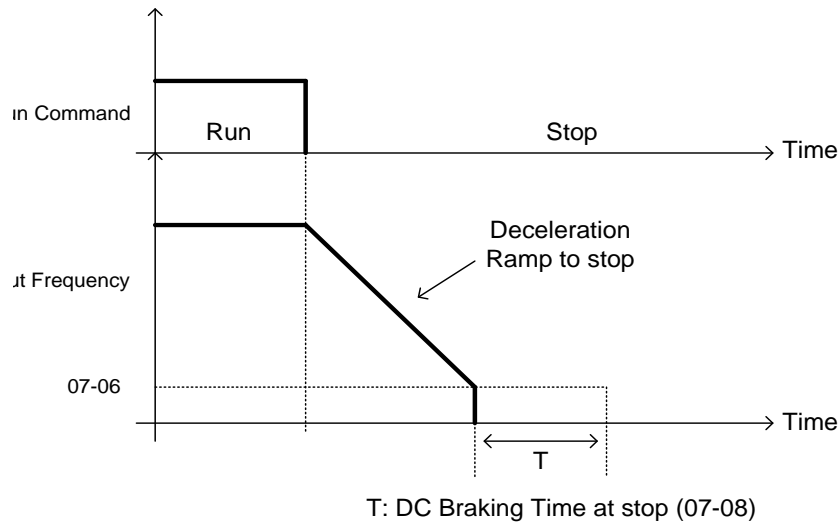 un Command
Run
Stop
Time
Deceleration
Ramp to stop
ut Frequency
07-06
Time
T
T: DC Braking Time at stop (07-08)